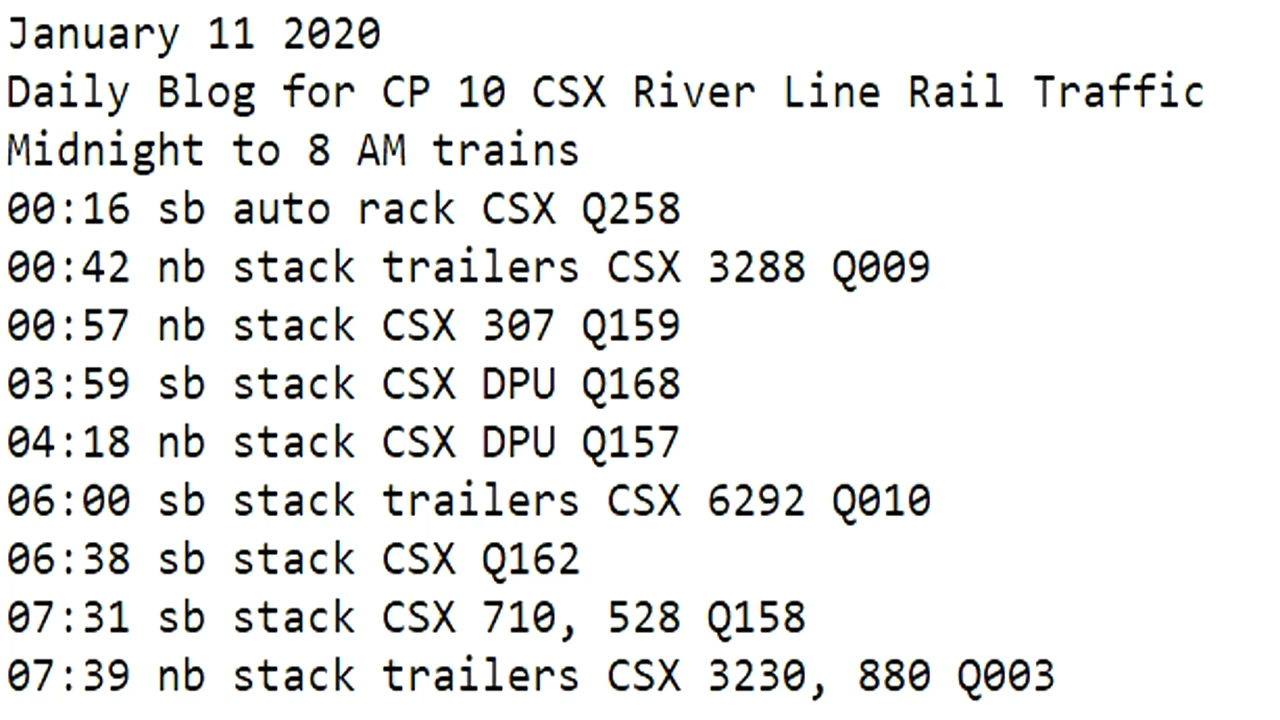 January 11 2020
Daily Blog for CP 10 CSX River Line Rail Traffic
Midnight to 8 AM trains
00:16 sb auto rack CSX Q258
00:42 nb stack trailers CSX 3288 Q009
00:57 nb stack CSX 307 Q159
03:59 sb stack CSX DPU Q168
04:18 nb stack CSX DPU Q157
06:00 sb stack trailers CSX 6292 Q010
06:38 sb stack CSX Q162
07:31 sb stack CSX 710, 528 Q158
07:39 nb stack trailers CSX 3230, 880 Q003